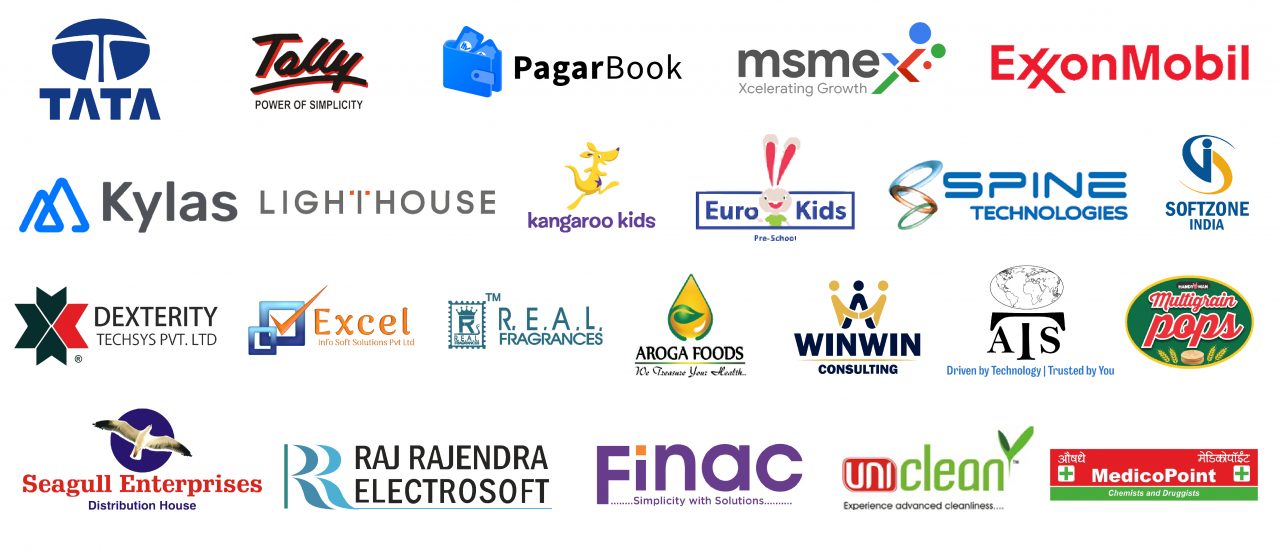 TATA
Tally
POWER OF SIMPLICITY
PagarBook
msmex
Xcelerating Growth
ExxonMobil
Kylas
LIGHTHOUSE
kangaroo kids
Euro Kids
Pre-School
SPINE
TECHNOLOGIES
SOFTZONE
INDIA
DEXTERITY
TECHSYS PVT. LTD
®
Excel
Info Soft Solutions Pvt Ltd
TM
R.E.A.L.
FRAGRANCES
AROGA FOODS
We Treasure Your Health..
WINWIN
CONSULTING
ATS
Driven by Technology | Trusted by You
Multigrain
pops
Seagull Enterprises
Distribution House
RAJ RAJENDRA
ELECTROSOFT
Finac
........Simplicity with Solutions..........
uniclean™
Experience advanced cleanliness....
औषधे मेडिकोपॉईंट
MedicoPoint
Chemists and Druggists